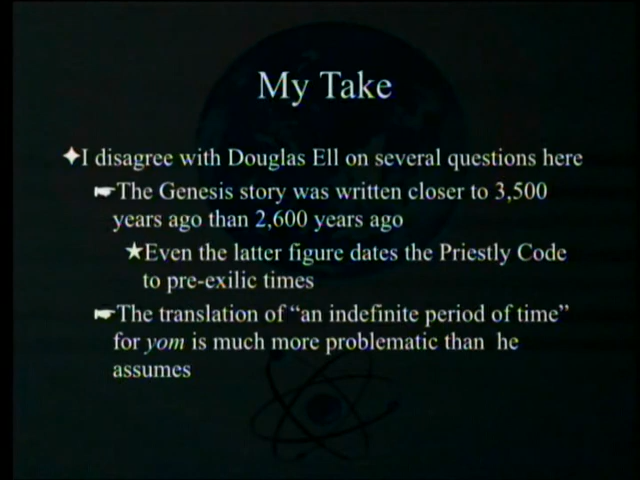 My Take
I disagree with Douglas Ell on several questions here
The Genesis story was written closer to 3,500
years ago than 2,600 years ago
Even the latter figure dates the Priestly Code
to pre-exilic times
The translation of “an indefinite period of time”
for yom is much more problematic than he
assumes